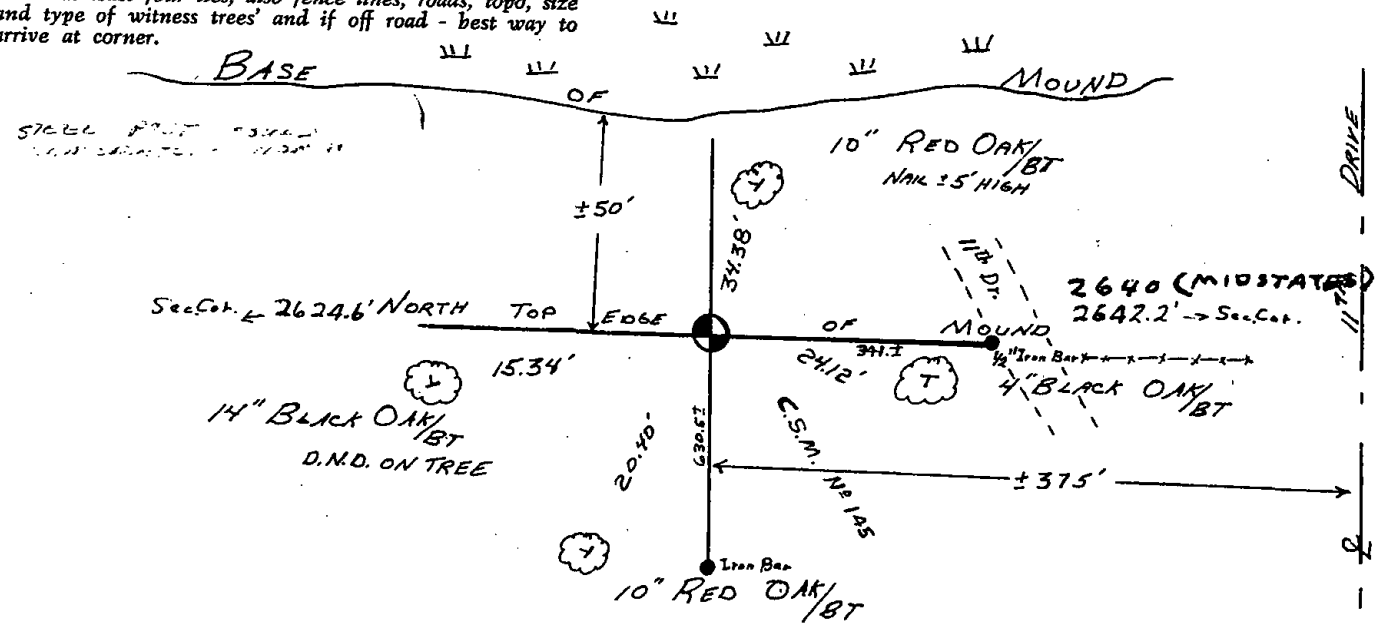 and type of witness trees' and if off road - best way to
arrive at corner.
BASE OF MOUND
10" RED OAK/BT
NAIL ±5' HIGH
DRIVE
±50'
34.38'
11th Dr.
2640 (MIDSTATES)
Sec.Cor. ← 2624.6' NORTH TOP EDGE OF MOUND
2642.2' → Sec.Cor.
11TH
15.34'
24.12'
341.±
1/2" Iron Bar
T
4" BLACK OAK/BT
14" BLACK OAK/BT
D.N.D. ON TREE
20.40'
630.5±
C.S.M. No 145
±375'
Iron Bar
10" RED OAK/BT